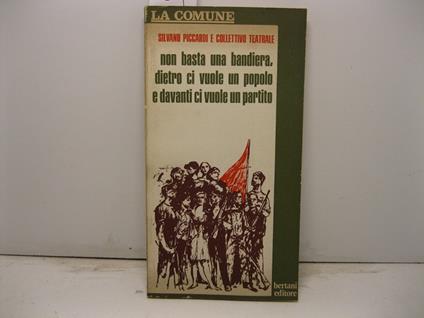 LA COMUNE
SILVANO PICCARDI E COLLETTIVO TEATRALE
non basta una bandiera,
dietro ci vuole un popolo
e davanti ci vuole un partito
bertani
editore